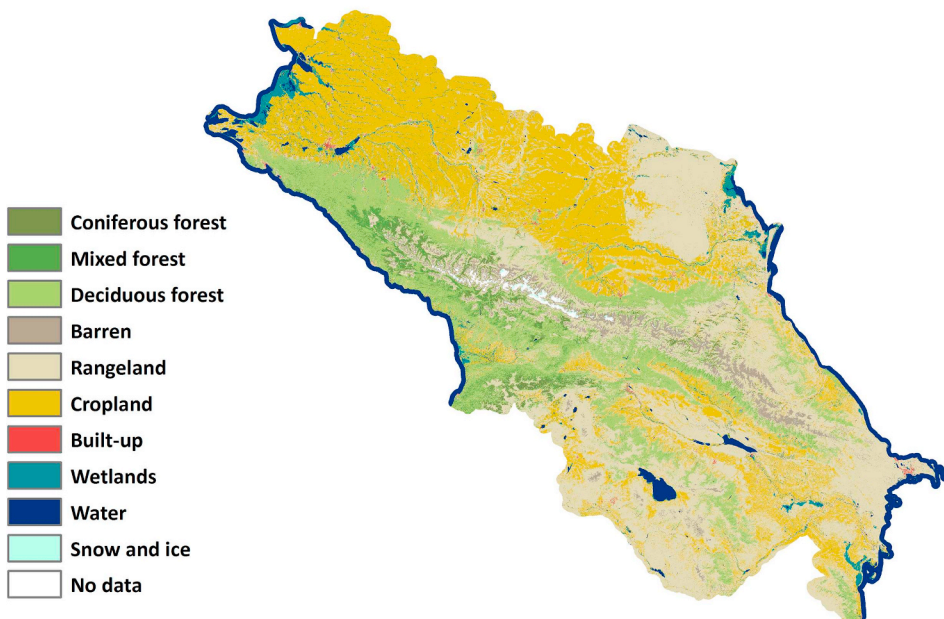 Coniferous forest
Mixed forest
Deciduous forest
Barren
Rangeland
Cropland
Built-up
Wetlands
Water
Snow and ice
No data